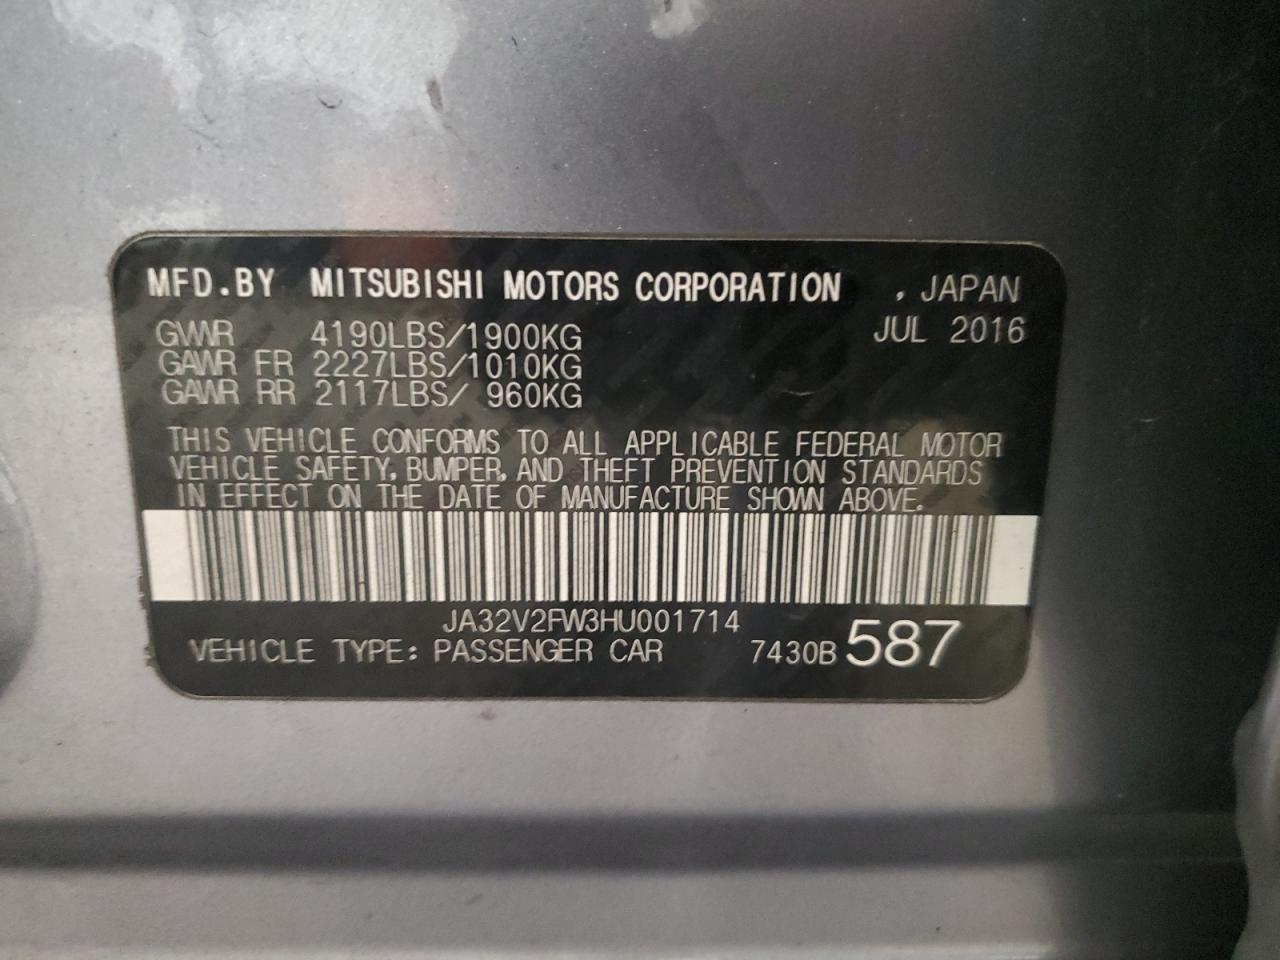 MFD.BY MITSUBISHI MOTORS CORPORATION , JAPAN
GVWR 4190LBS/1900KG JUL 2016
GAWR FR 2227LBS/1010KG
GAWR RR 2117LBS/ 960KG
THIS VEHICLE CONFORMS TO ALL APPLICABLE FEDERAL MOTOR
VEHICLE SAFETY, BUMPER, AND THEFT PREVENTION STANDARDS
IN EFFECT ON THE DATE OF MANUFACTURE SHOWN ABOVE.
JA32V2FW3HU001714
VEHICLE TYPE: PASSENGER CAR 7430B 587